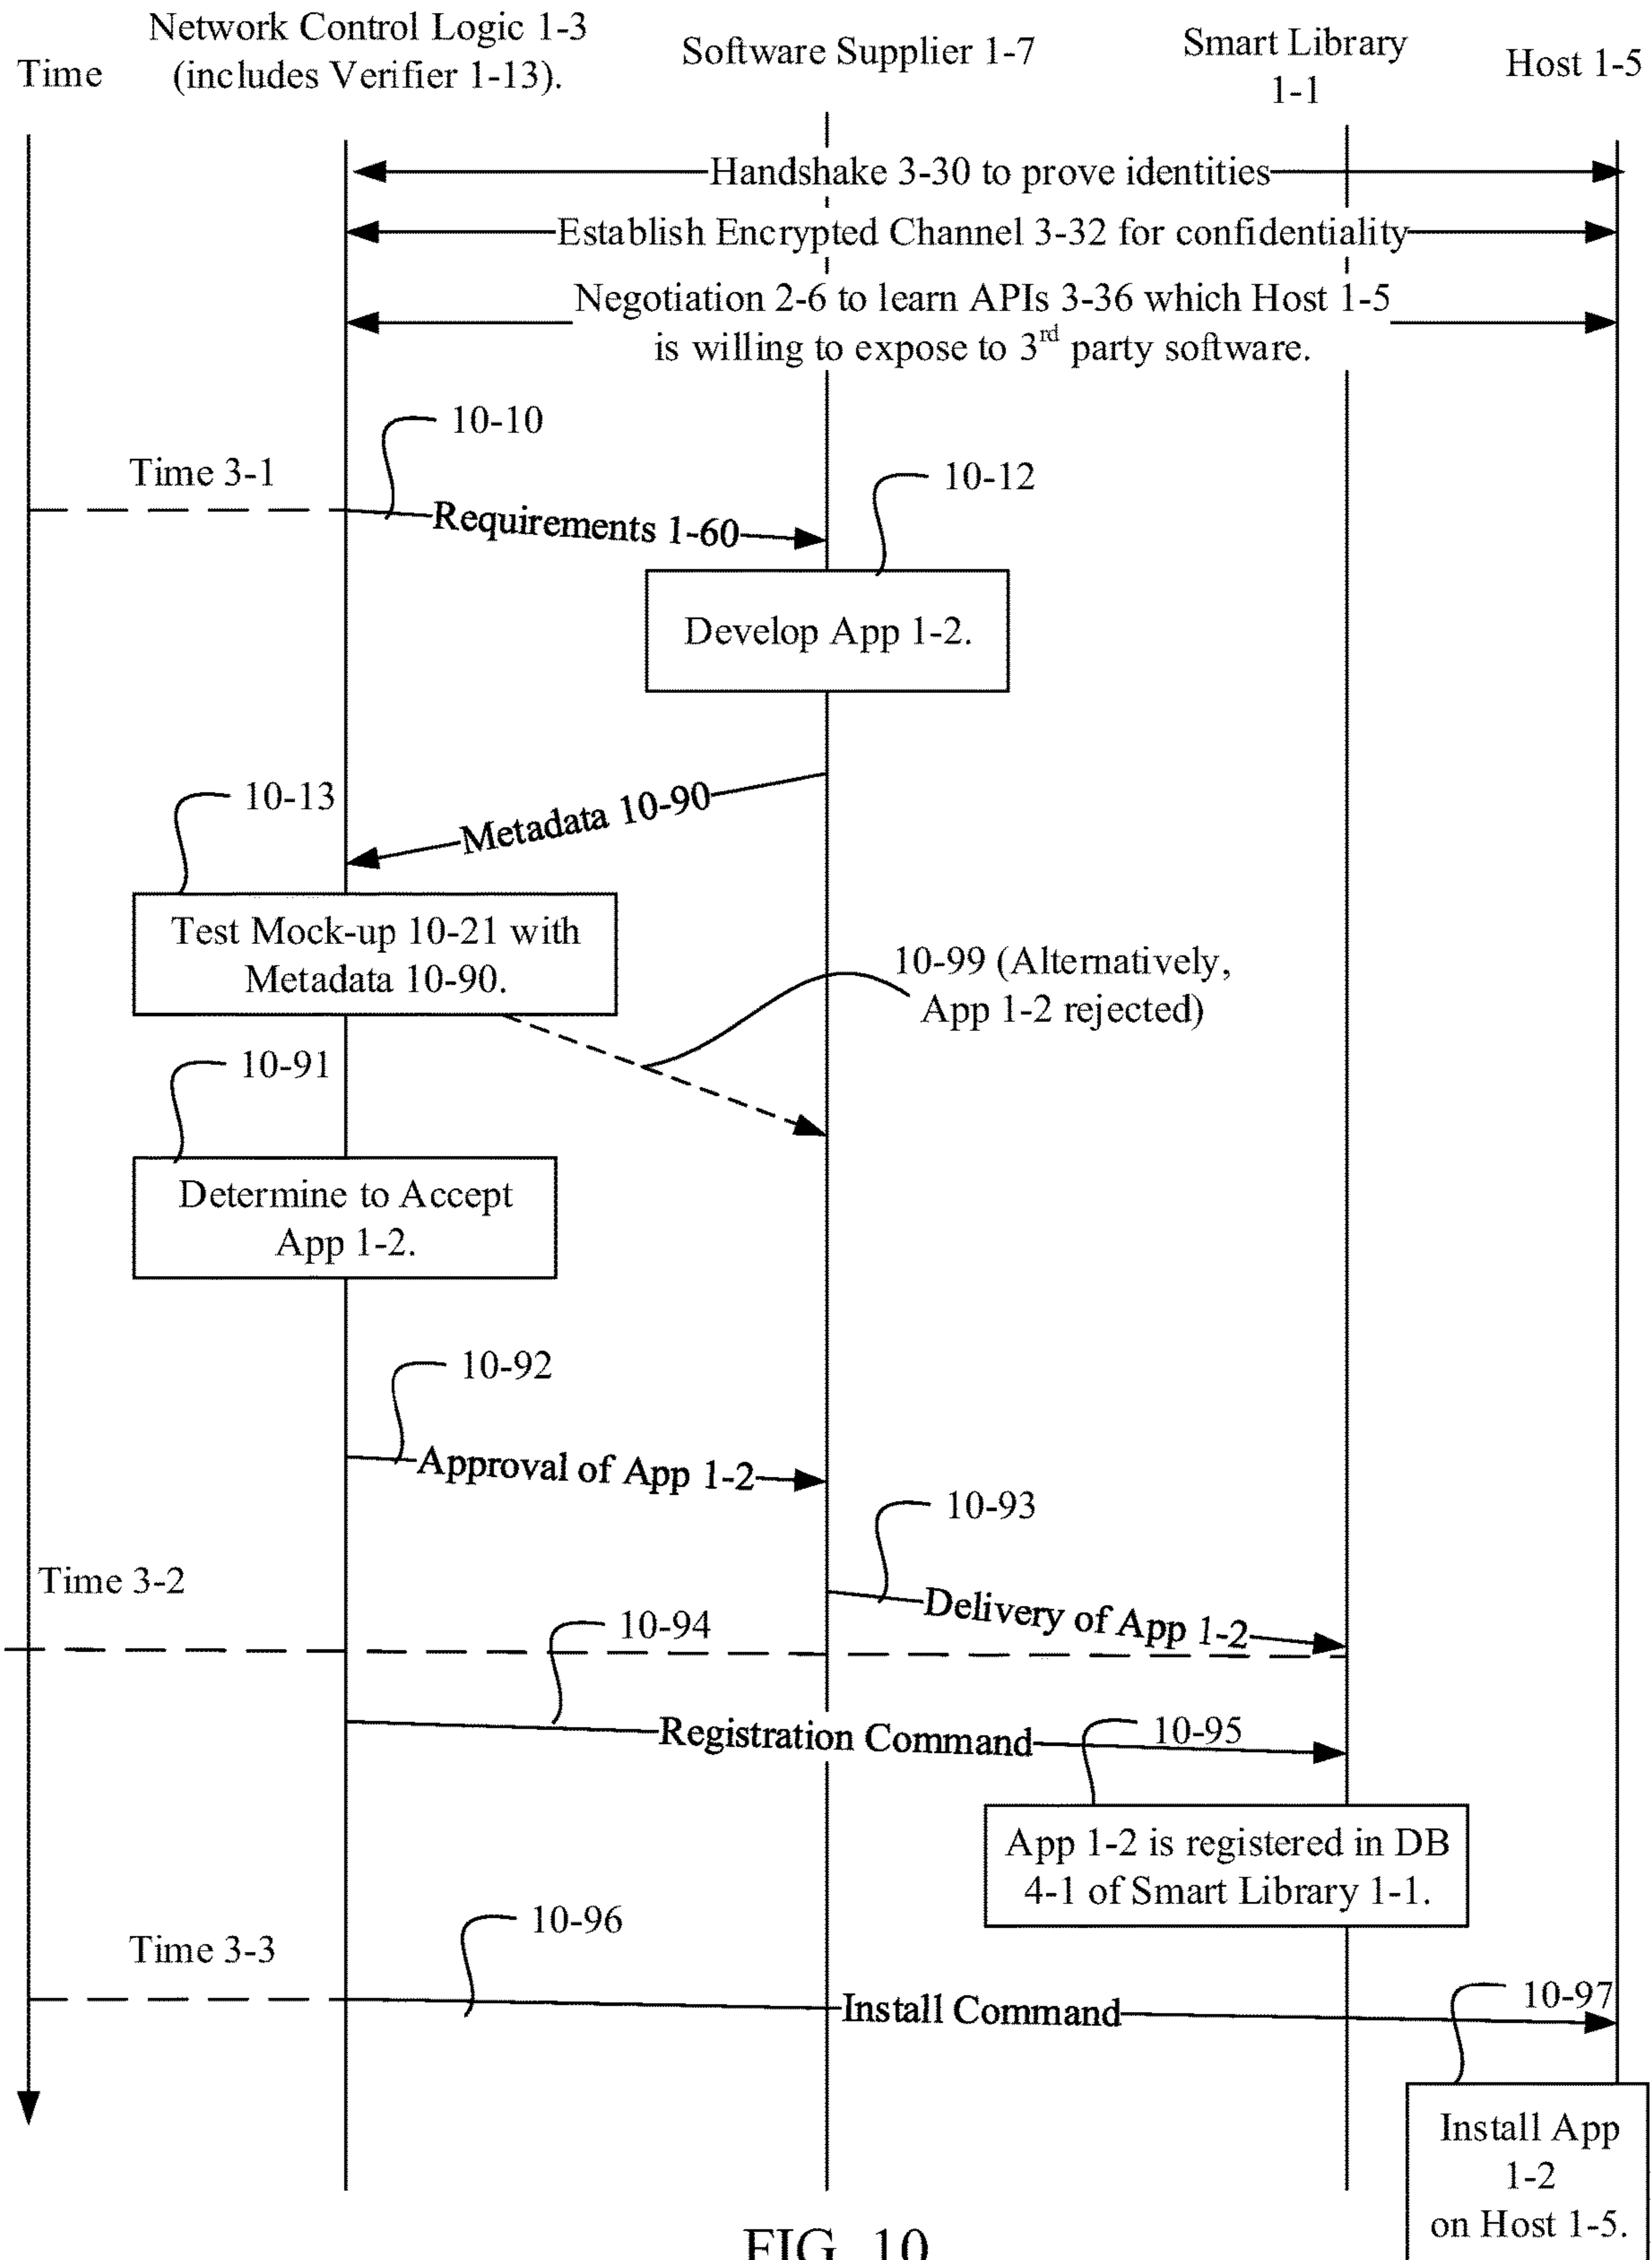 Time
Network Control Logic 1-3
(includes Verifier 1-13).
Software Supplier 1-7
Smart Library
1-1
Host 1-5
Handshake 3-30 to prove identities
Establish Encrypted Channel 3-32 for confidentiality
Negotiation 2-6 to learn APIs 3-36 which Host 1-5
is willing to expose to 3rd party software.
10-10
Time 3-1
10-12
Requirements 1-60
Develop App 1-2.
Metadata 10-90
10-13
Test Mock-up 10-21 with
Metadata 10-90.
10-99 (Alternatively,
App 1-2 rejected)
10-91
Determine to Accept
App 1-2.
10-92
Approval of App 1-2
10-93
Time 3-2
Delivery of App 1-2
10-94
Registration Command
10-95
App 1-2 is registered in DB
4-1 of Smart Library 1-1.
10-96
Time 3-3
10-97
Install Command
Install App
1-2
on Host 1-5.
FIG. 10